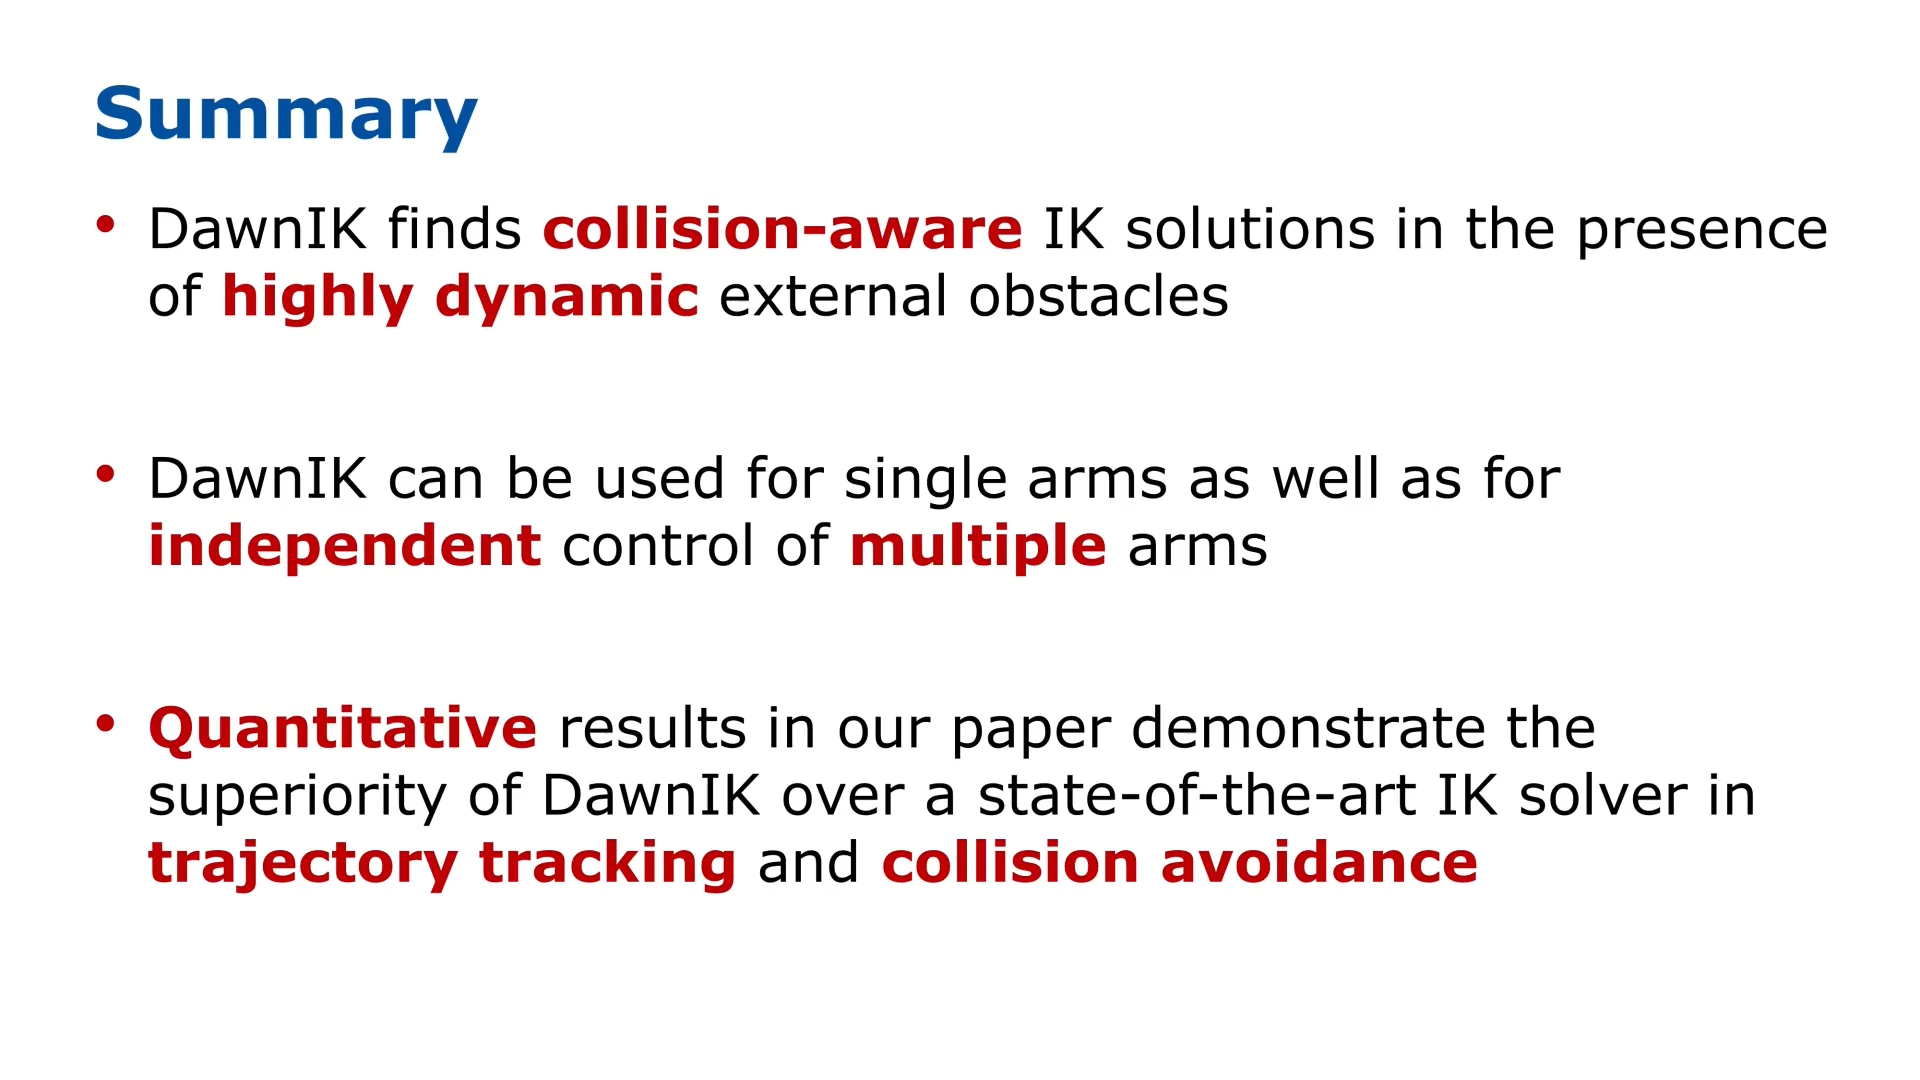 Summary
• DawnIK finds collision-aware IK solutions in the presence
of highly dynamic external obstacles
• DawnIK can be used for single arms as well as for
independent control of multiple arms
• Quantitative results in our paper demonstrate the
superiority of DawnIK over a state-of-the-art IK solver in
trajectory tracking and collision avoidance